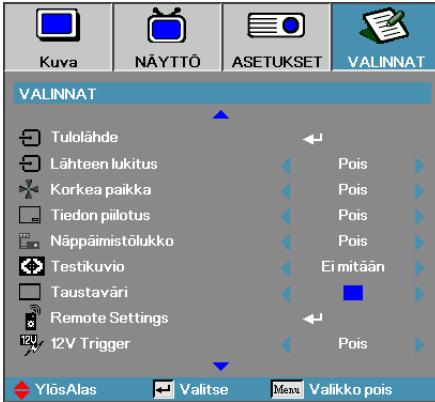 Kuva NÄYTTÖ ASETUKSET VALINNAT
VALINNAT
Tulolähde
Lähteen lukitus Pois
Korkea paikka Pois
Tiedon piilotus Pois
Näppäimistölukko Pois
Testikuvio Ei mitään
Taustaväri
Remote Settings
12V 12V Trigger Pois
YlösAlas Valitse Menu Valikko pois